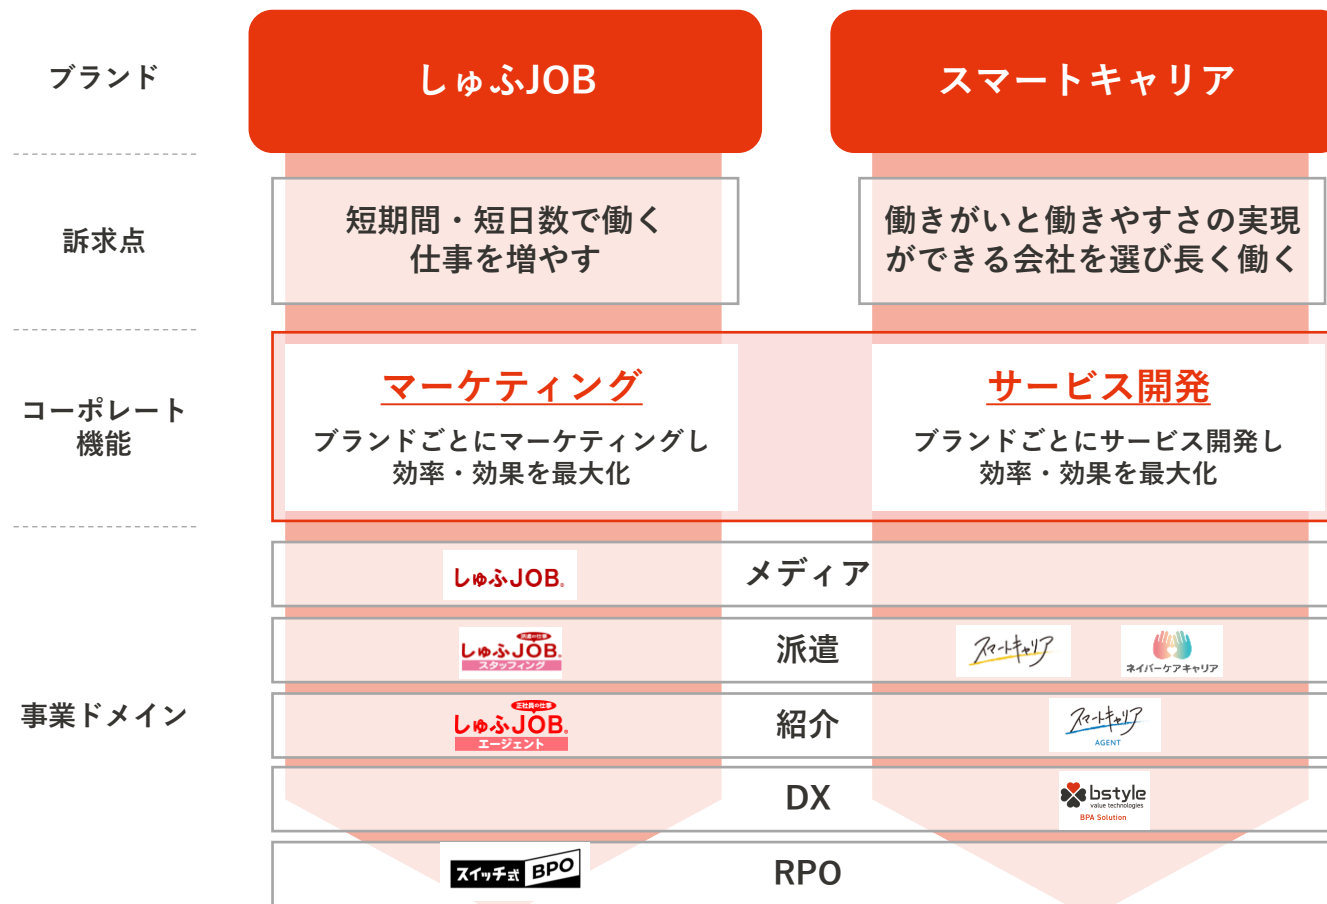 ブランド
しゅふJOB
スマートキャリア
訴求点
短期間・短日数で働く
仕事を増やす
働きがいと働きやすさの実現
ができる会社を選び長く働く
コーポレート
機能
マーケティング
ブランドごとにマーケティングし
効率・効果を最大化
サービス開発
ブランドごとにサービス開発し
効率・効果を最大化
事業ドメイン
しゅふJOB®
メディア
派遣の仕事
しゅふJOB®
スタッフィング
派遣
スマートキャリア
ネイバーケアキャリア
正社員の仕事
しゅふJOB®
エージェント
紹介
スマートキャリア
AGENT
DX
bstyle
value technologies
BPA Solution
スイッチ式 BPO
RPO